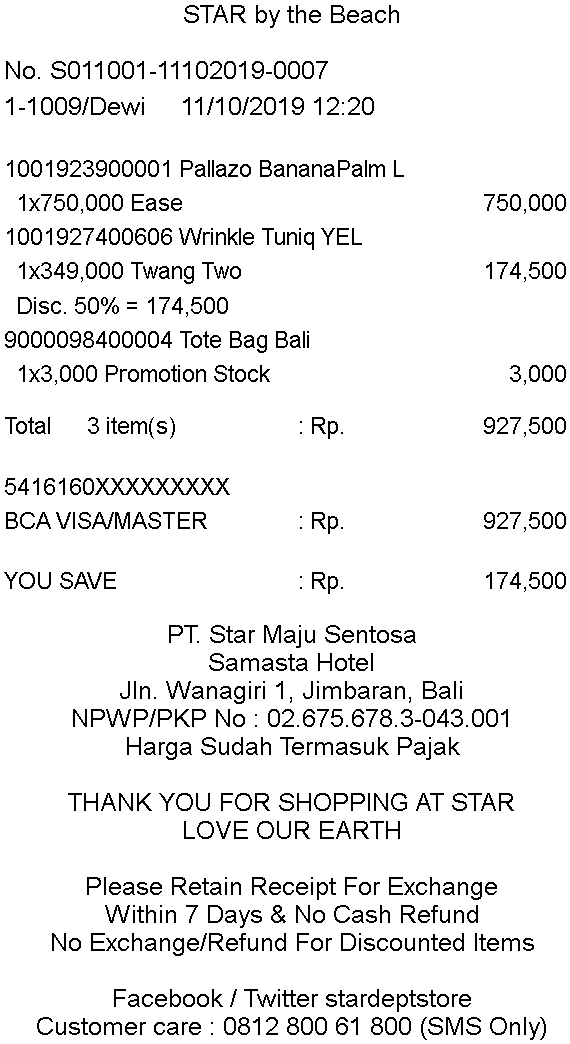 STAR by the Beach
No. S011001-11102019-0007
1-1009/Dewi 11/10/2019 12:20
1001923900001 Pallazo BananaPalm L
1x750,000 Ease 750,000
1001927400606 Wrinkle Tuniq YEL
1x349,000 Twang Two 174,500
Disc. 50% = 174,500
9000098400004 Tote Bag Bali
1x3,000 Promotion Stock 3,000
Total 3 item(s) : Rp. 927,500
5416160XXXXXXXXX
BCA VISA/MASTER : Rp. 927,500
YOU SAVE : Rp. 174,500
PT. Star Maju Sentosa
Samasta Hotel
Jln. Wanagiri 1, Jimbaran, Bali
NPWP/PKP No : 02.675.678.3-043.001
Harga Sudah Termasuk Pajak
THANK YOU FOR SHOPPING AT STAR
LOVE OUR EARTH
Please Retain Receipt For Exchange
Within 7 Days & No Cash Refund
No Exchange/Refund For Discounted Items
Facebook / Twitter stardeptstore
Customer care : 0812 800 61 800 (SMS Only)